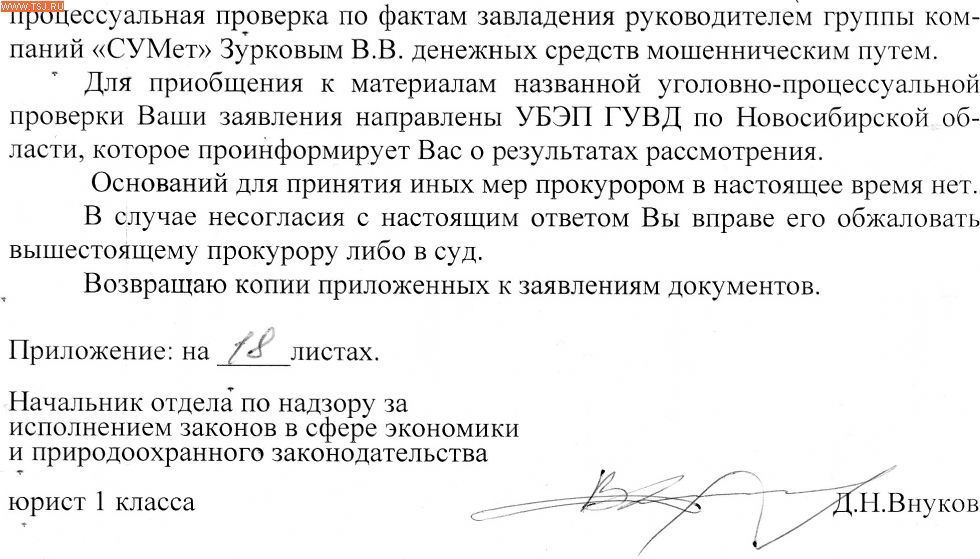 www.TSJ.RU
процессуальная проверка по фактам завладения руководителем группы ком-
паний «СУМет» Зурковым В.В. денежных средств мошенническим путем.
Для приобщения к материалам названной уголовно-процессуальной
проверки Ваши заявления направлены УБЭП ГУВД по Новосибирской об-
ласти, которое проинформирует Вас о результатах рассмотрения.
Оснований для принятия иных мер прокурором в настоящее время нет.
В случае несогласия с настоящим ответом Вы вправе его обжаловать
вышестоящему прокурору либо в суд.
Возвращаю копии приложенных к заявлениям документов.
Приложение: на 18 листах.
Начальник отдела по надзору за
исполнением законов в сфере экономики
и природоохранного законодательства
юрист 1 класса Д.Н.Внуков